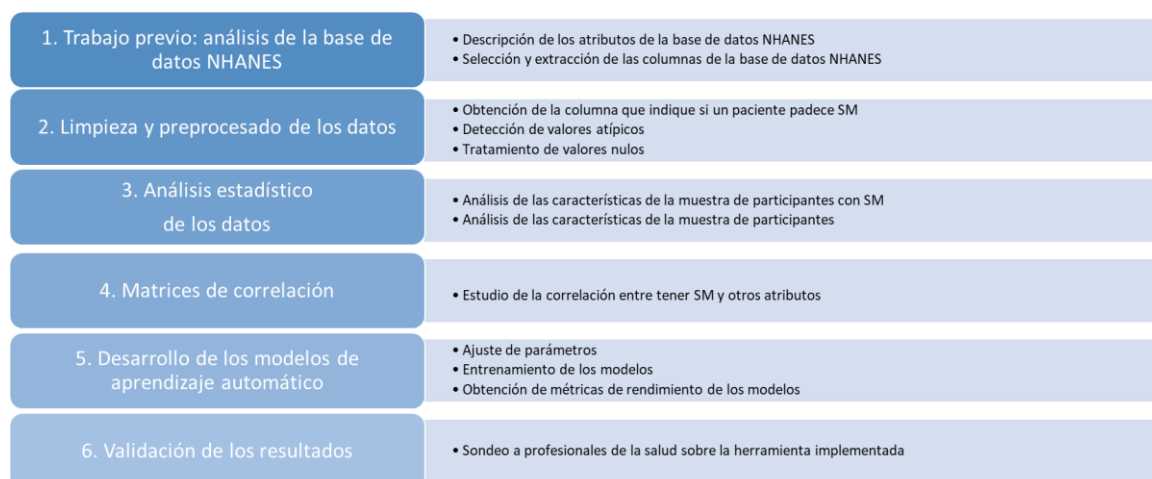 1. Trabajo previo: análisis de la base de
datos NHANES
• Descripción de los atributos de la base de datos NHANES
• Selección y extracción de las columnas de la base de datos NHANES
2. Limpieza y preprocesado de los datos
• Obtención de la columna que indique si un paciente padece SM
• Detección de valores atípicos
• Tratamiento de valores nulos
3. Análisis estadístico
de los datos
• Análisis de las características de la muestra de participantes con SM
• Análisis de las características de la muestra de participantes
4. Matrices de correlación
• Estudio de la correlación entre tener SM y otros atributos
5. Desarrollo de los modelos de
aprendizaje automático
• Ajuste de parámetros
• Entrenamiento de los modelos
• Obtención de métricas de rendimiento de los modelos
6. Validación de los resultados
• Sondeo a profesionales de la salud sobre la herramienta implementada